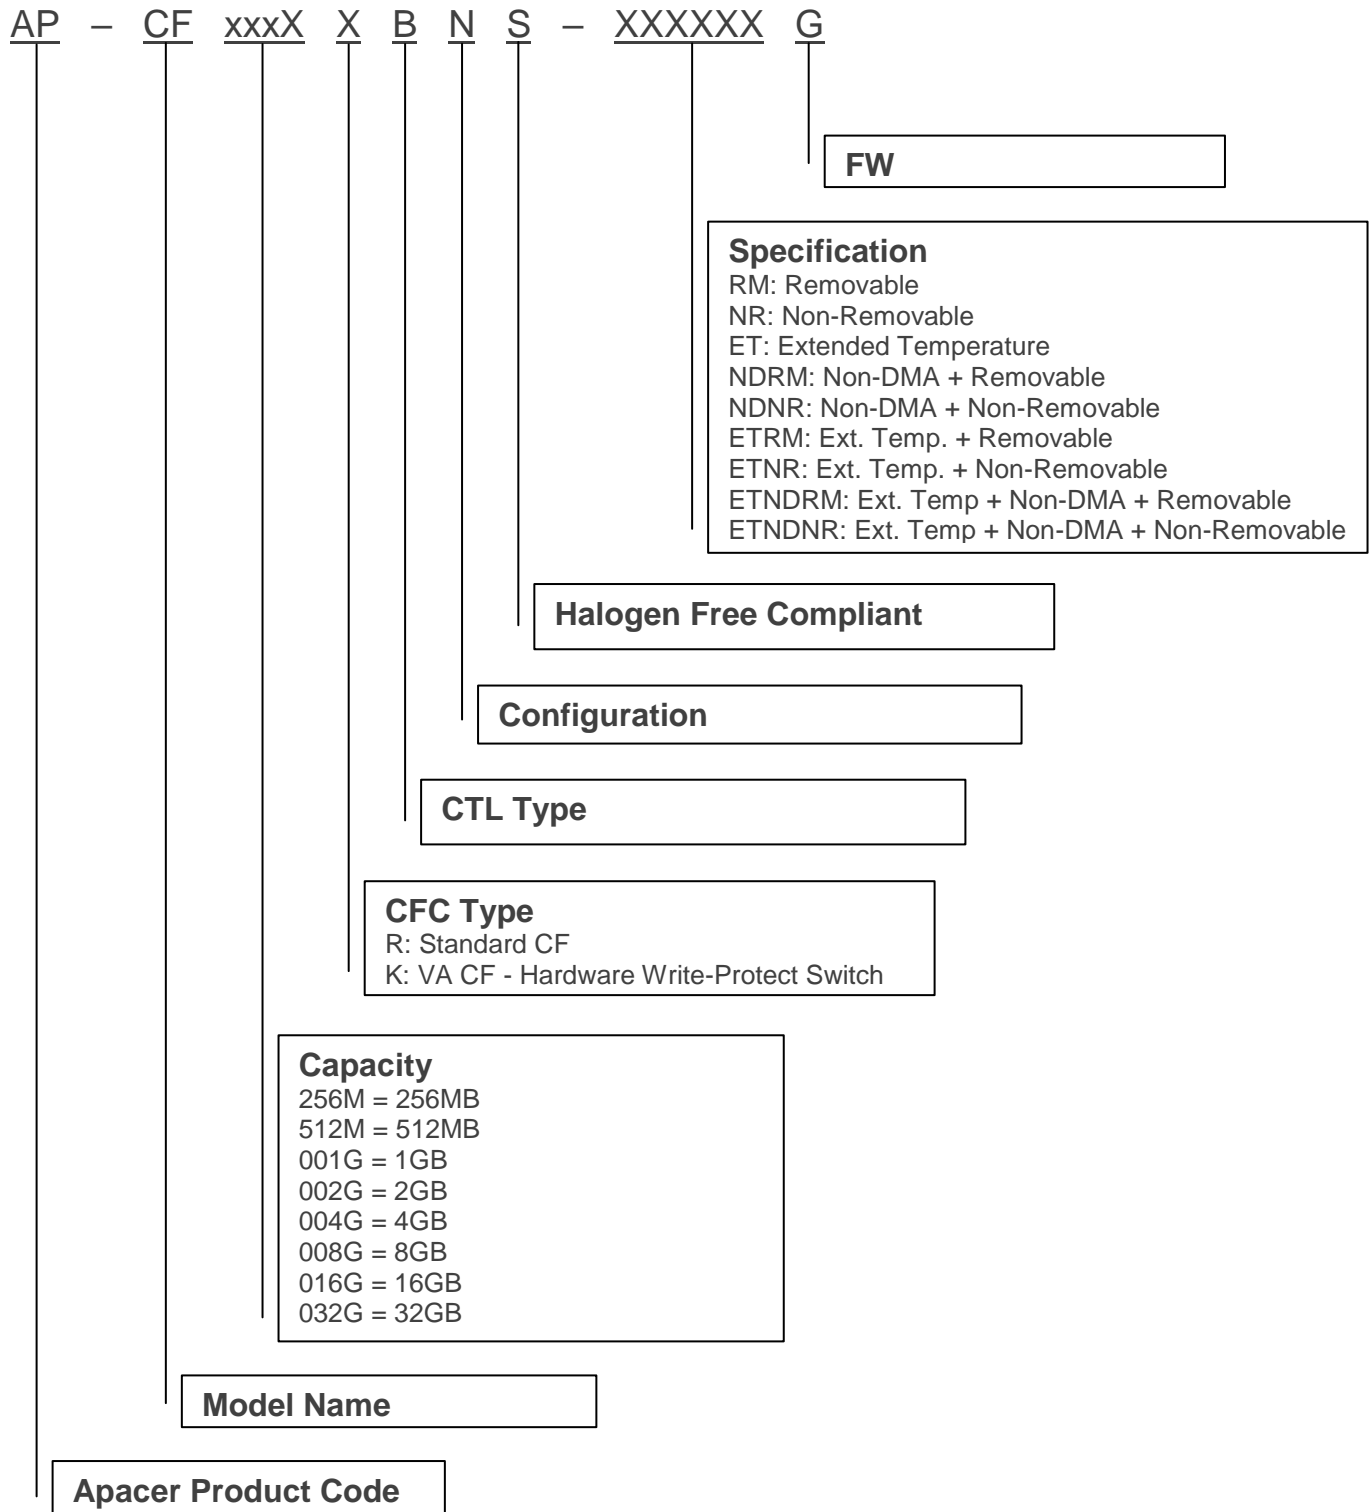 AP – CF xxxX X B N S – XXXXXX G
FW
Specification
RM: Removable
NR: Non-Removable
ET: Extended Temperature
NDRM: Non-DMA + Removable
NDNR: Non-DMA + Non-Removable
ETRM: Ext. Temp. + Removable
ETNR: Ext. Temp. + Non-Removable
ETNDRM: Ext. Temp + Non-DMA + Removable
ETNDNR: Ext. Temp + Non-DMA + Non-Removable
Halogen Free Compliant
Configuration
CTL Type
CFC Type
R: Standard CF
K: VA CF - Hardware Write-Protect Switch
Capacity
256M = 256MB
512M = 512MB
001G = 1GB
002G = 2GB
004G = 4GB
008G = 8GB
016G = 16GB
032G = 32GB
Model Name
Apacer Product Code